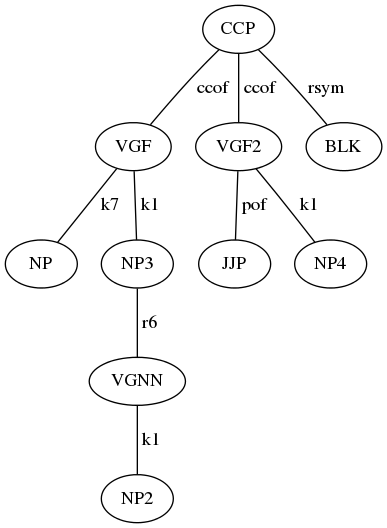 CCP
ccof ccof rsym
VGF VGF2 BLK
k7 k1 pof k1
NP NP3 JJP NP4
r6
VGNN
k1
NP2